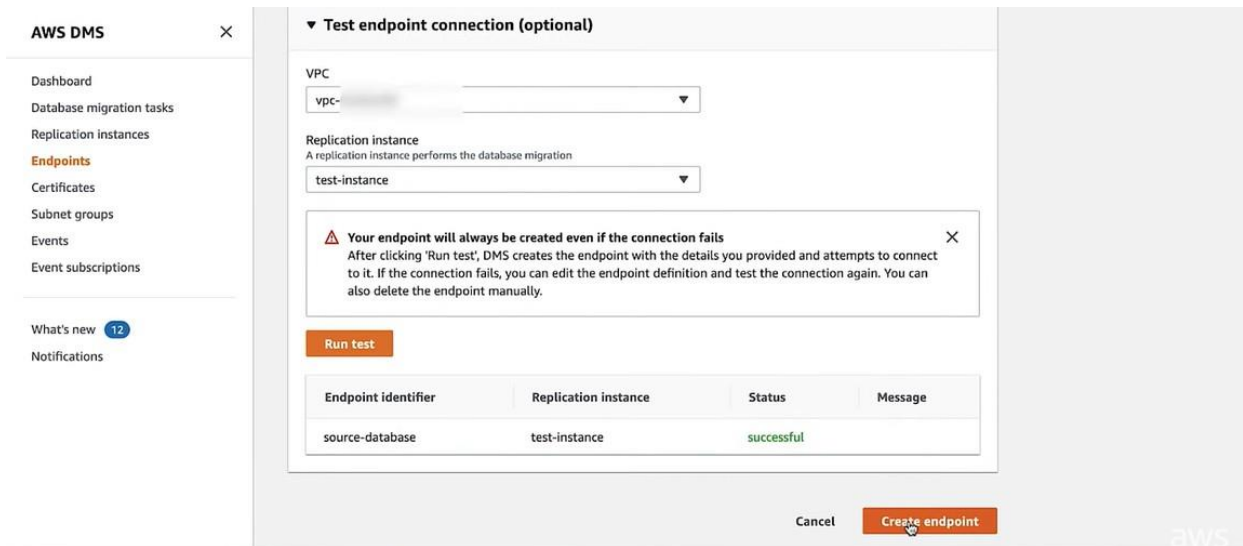 AWS DMS
Dashboard
Database migration tasks
Replication instances
Endpoints
Certificates
Subnet groups
Events
Event subscriptions
What's new 12
Notifications
Test endpoint connection (optional)
VPC
vpc-
Replication instance
A replication instance performs the database migration
test-instance
Your endpoint will always be created even if the connection fails
After clicking 'Run test', DMS creates the endpoint with the details you provided and attempts to connect
to it. If the connection fails, you can edit the endpoint definition and test the connection again. You can
also delete the endpoint manually.
Run test
Endpoint identifier Replication instance Status Message
source-database test-instance successful
Cancel Create endpoint
aws